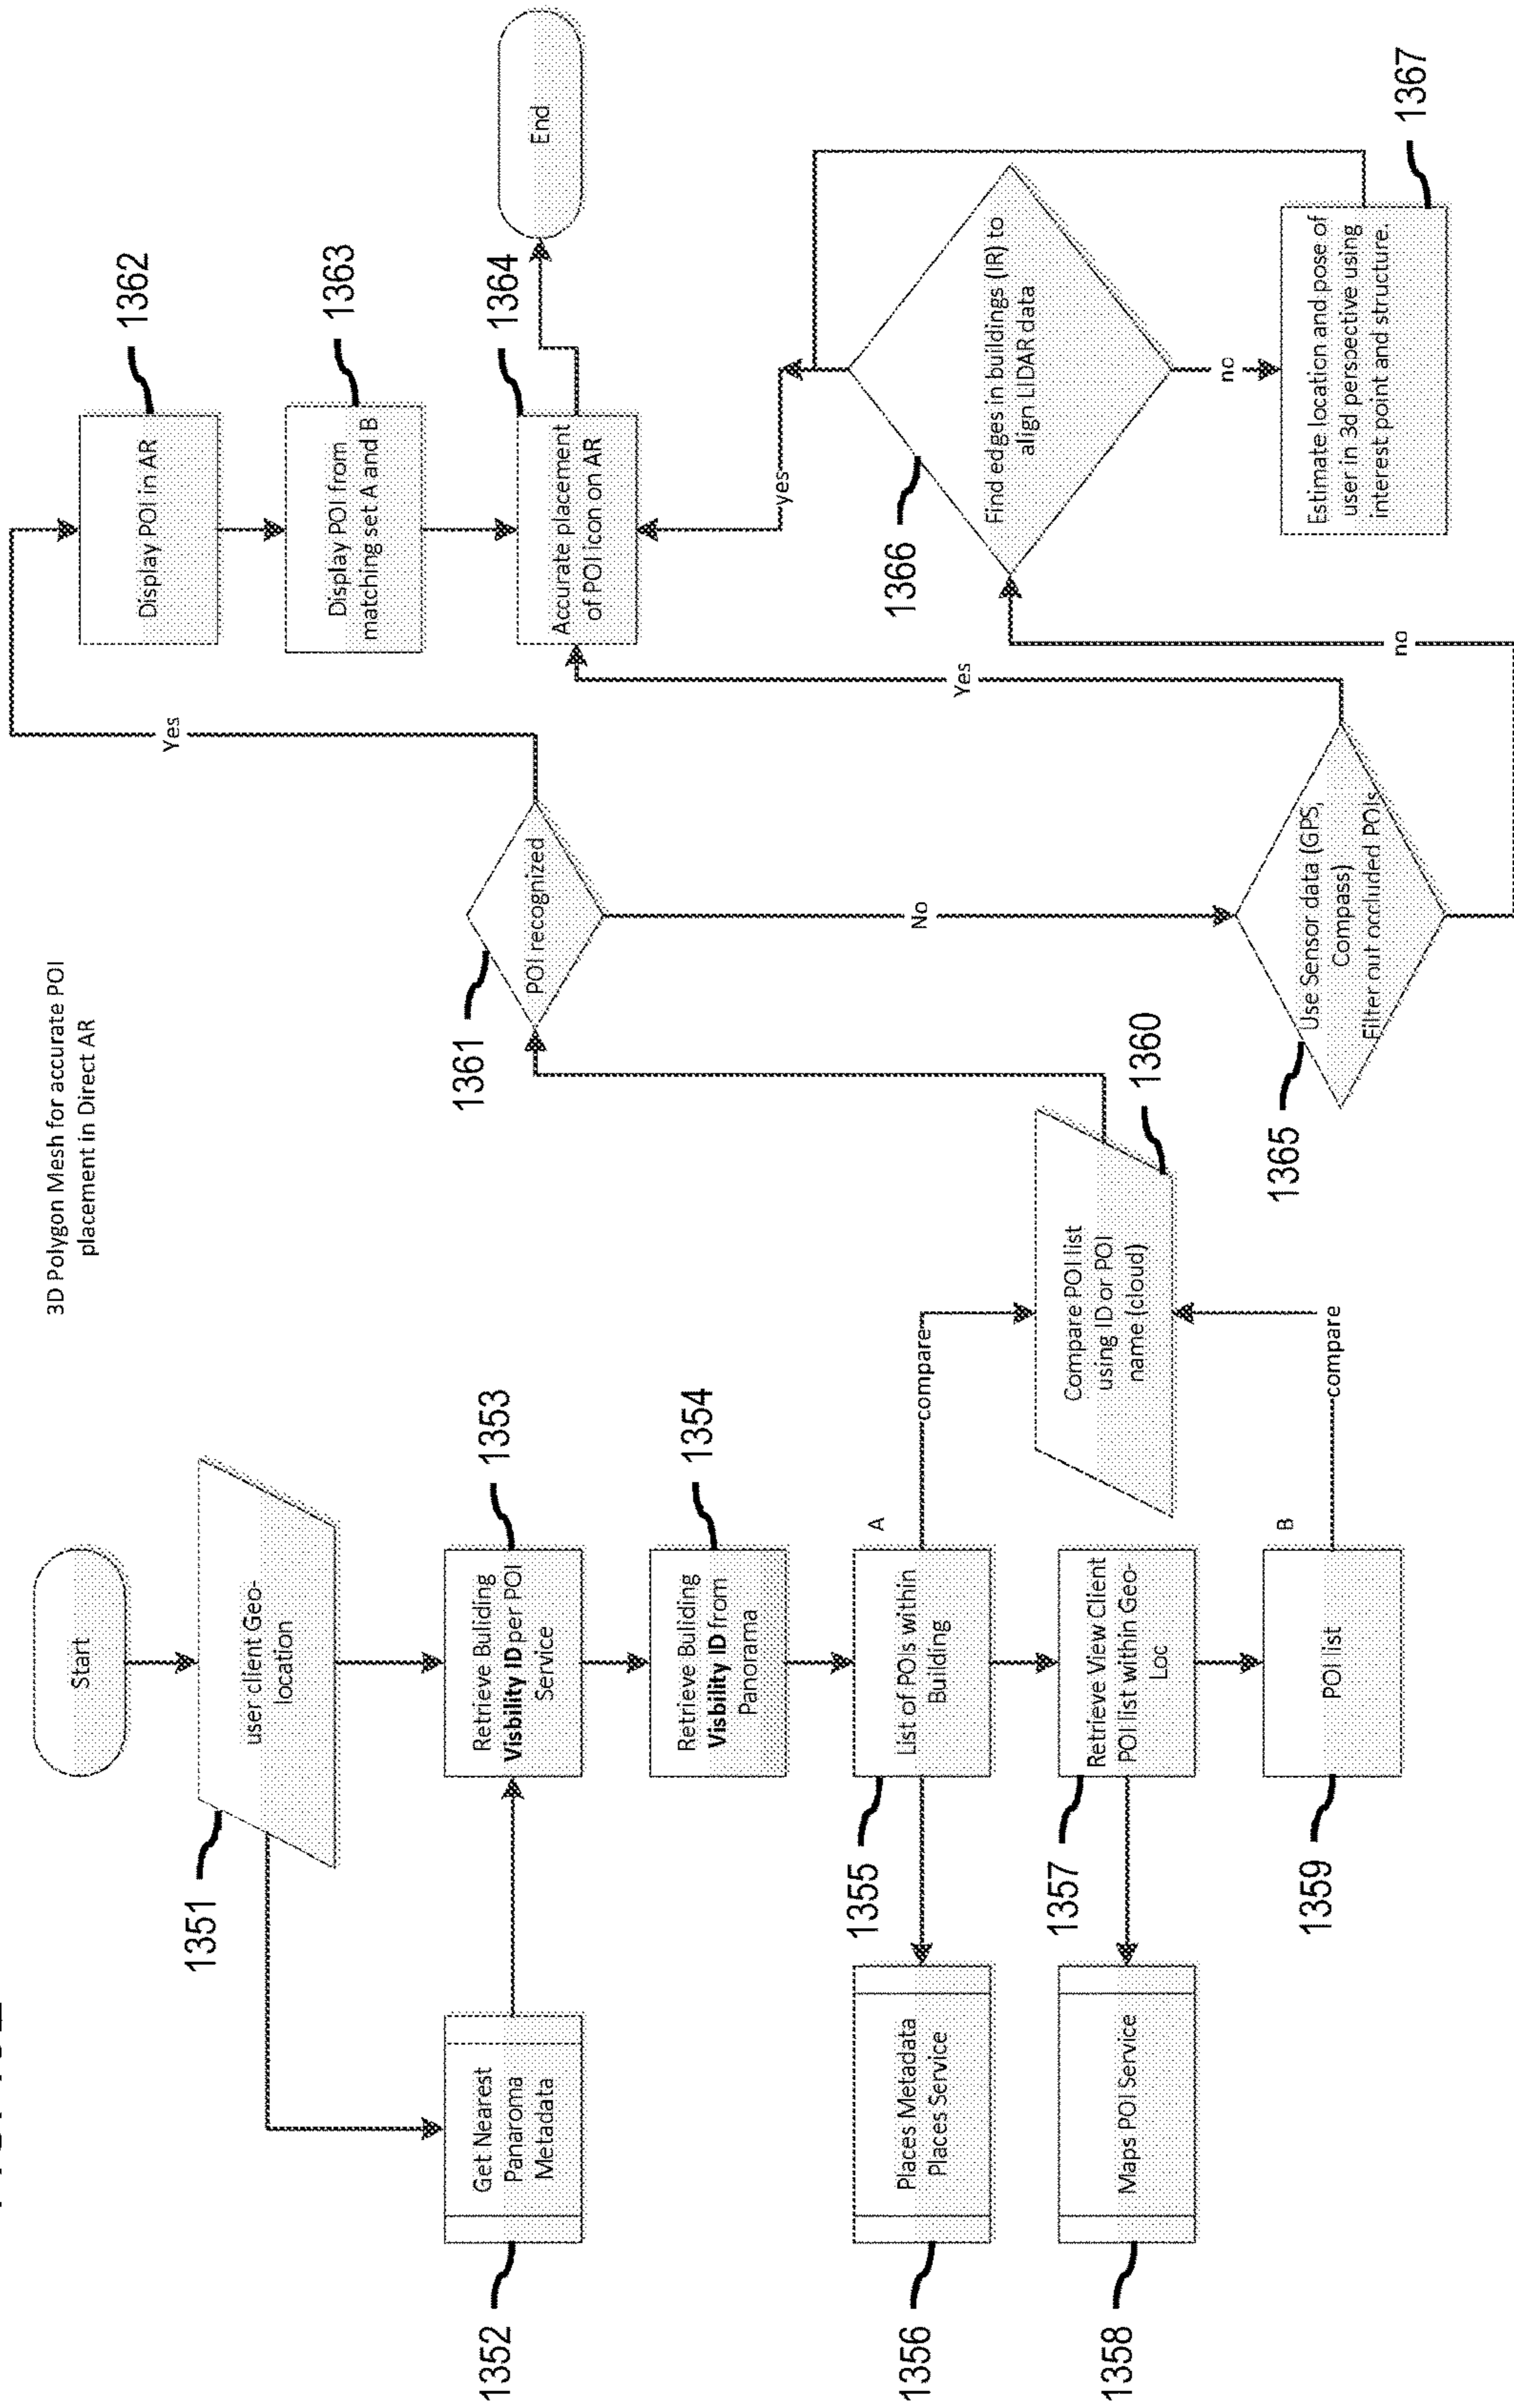 3D Polygon Mesh for accurate POI
placement in Direct AR
Start
user client Geo-
location
1351
Get Nearest
Panaroma
Metadata
1352
Retrieve Buliding
Visbility ID per POI
Service
1353
Retrieve Buliding
Visbility ID from
Panorama
1354
List of POIs within
Building
1355
A
Places Metadata
Places Service
1356
Retrieve View Client
POI list within Geo-
Loc
1357
Maps POI Service
1358
POI list
1359
B
compare
compare
Compare POI list
using ID or POI
name (cloud)
1360
POI recognized
1361
Yes
No
Display POI in AR
1362
Display POI from
matching set A and B
1363
Accurate placement
of POI icon on AR
1364
End
Use Sensor data (GPS,
Compass)
Filter out occluded POIs
1365
Yes
no
Find edges in buildings (IR) to
align LIDAR data
1366
yes
no
Estimate location and pose of
user in 3d perspective using
interest point and structure.
1367